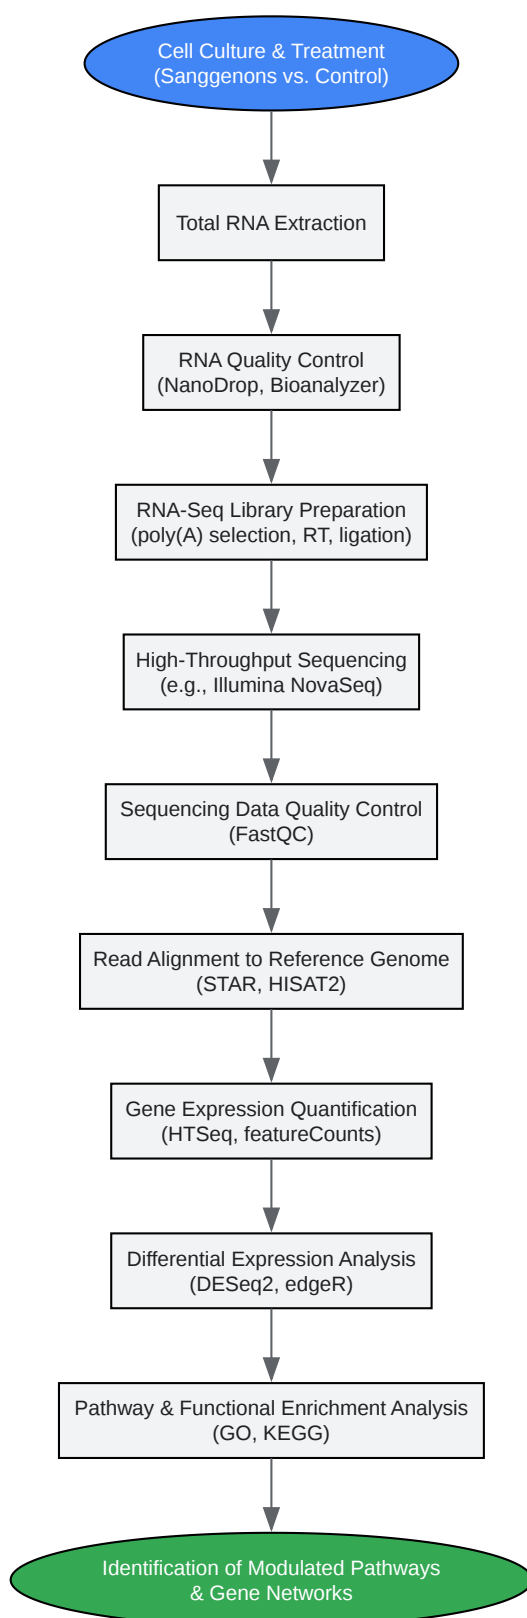 Cell Culture & Treatment
(Sanggenons vs. Control)
Total RNA Extraction
RNA Quality Control
(NanoDrop, Bioanalyzer)
RNA-Seq Library Preparation
(poly(A) selection, RT, ligation)
High-Throughput Sequencing
(e.g., Illumina NovaSeq)
Sequencing Data Quality Control
(FastQC)
Read Alignment to Reference Genome
(STAR, HISAT2)
Gene Expression Quantification
(HTSeq, featureCounts)
Differential Expression Analysis
(DESeq2, edgeR)
Pathway & Functional Enrichment Analysis
(GO, KEGG)
Identification of Modulated Pathways
& Gene Networks